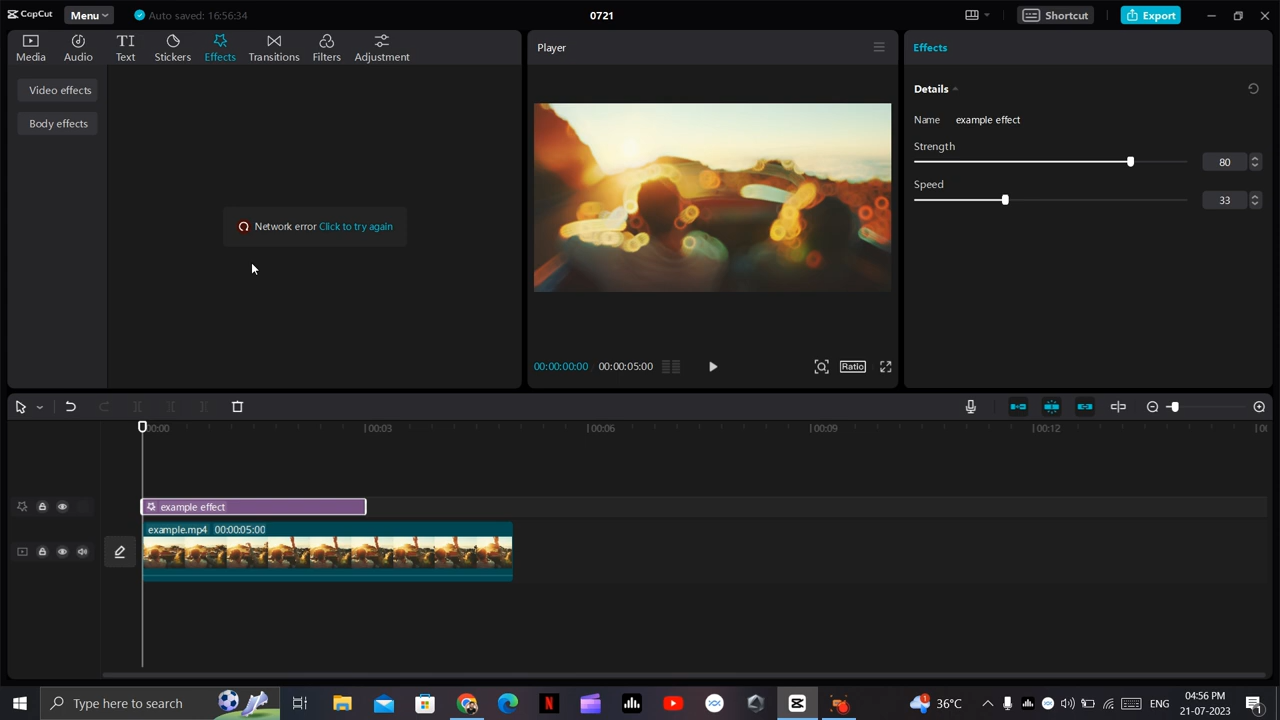 CapCut Menu Auto saved: 16:56:34 0721 Shortcut Export
Media Audio Text Stickers Effects Transitions Filters Adjustment
Video effects
Body effects
Network error Click to try again
Player
00:00:00:00 00:00:05:00 Ratio
Effects
Details
Name example effect
Strength
80
Speed
33
00:00 00:03 00:06 00:09 00:12
example effect
example.mp4 00:00:05:00
Type here to search
1 36°C ENG 04:56 PM
21-07-2023
1